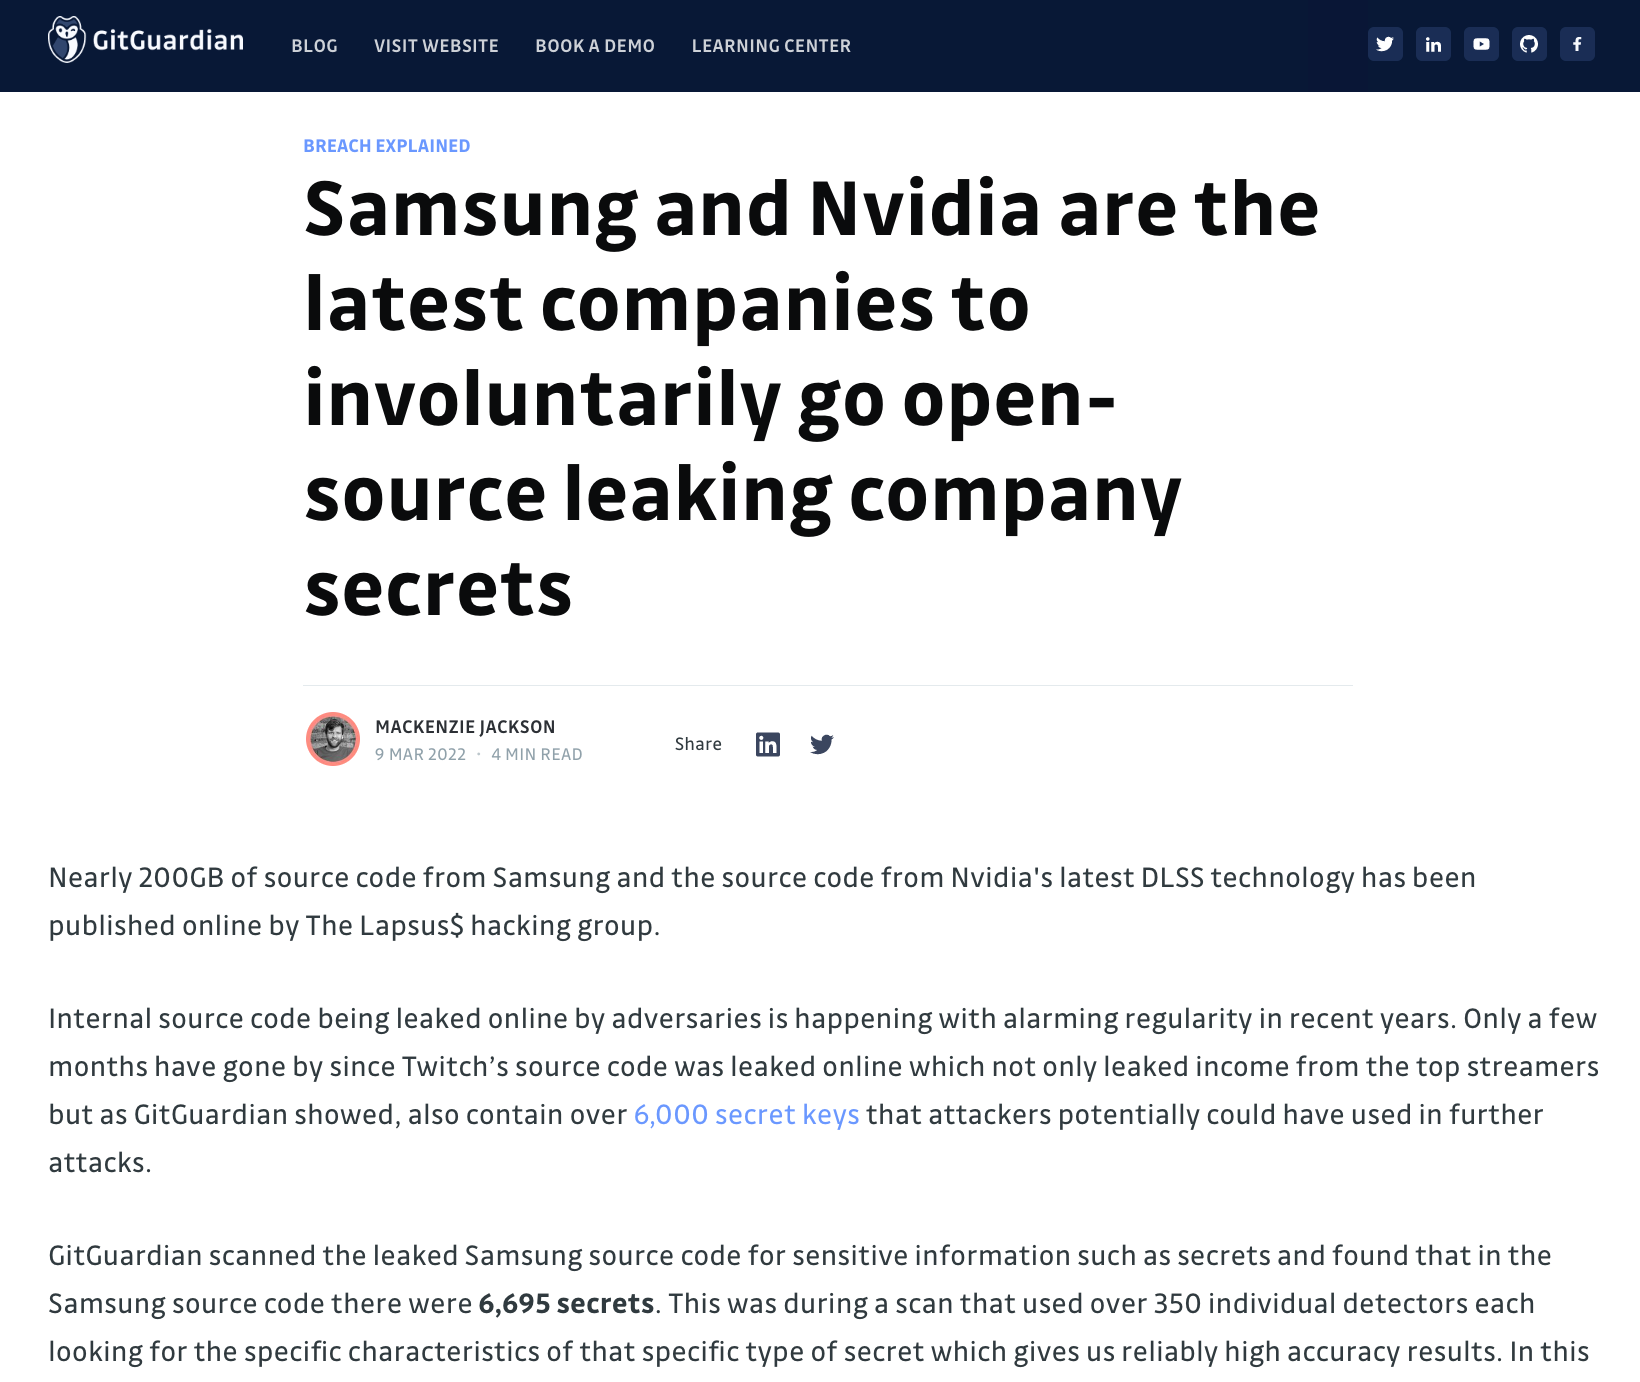 GitGuardian BLOG VISIT WEBSITE BOOK A DEMO LEARNING CENTER
BREACH EXPLAINED
Samsung and Nvidia are the
latest companies to
involuntarily go open-
source leaking company
secrets
MACKENZIE JACKSON
9 MAR 2022 · 4 MIN READ
Share
Nearly 200GB of source code from Samsung and the source code from Nvidia's latest DLSS technology has been
published online by The Lapsus$ hacking group.
Internal source code being leaked online by adversaries is happening with alarming regularity in recent years. Only a few
months have gone by since Twitch’s source code was leaked online which not only leaked income from the top streamers
but as GitGuardian showed, also contain over 6,000 secret keys that attackers potentially could have used in further
attacks.
GitGuardian scanned the leaked Samsung source code for sensitive information such as secrets and found that in the
Samsung source code there were 6,695 secrets. This was during a scan that used over 350 individual detectors each
looking for the specific characteristics of that specific type of secret which gives us reliably high accuracy results. In this